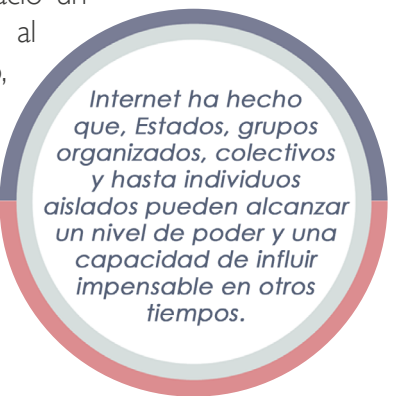 un
al
Internet ha hecho
que, Estados, grupos
organizados, colectivos
y hasta individuos
aislados pueden alcanzar
un nivel de poder y una
capacidad de influir
impensable en otros
tiempos.